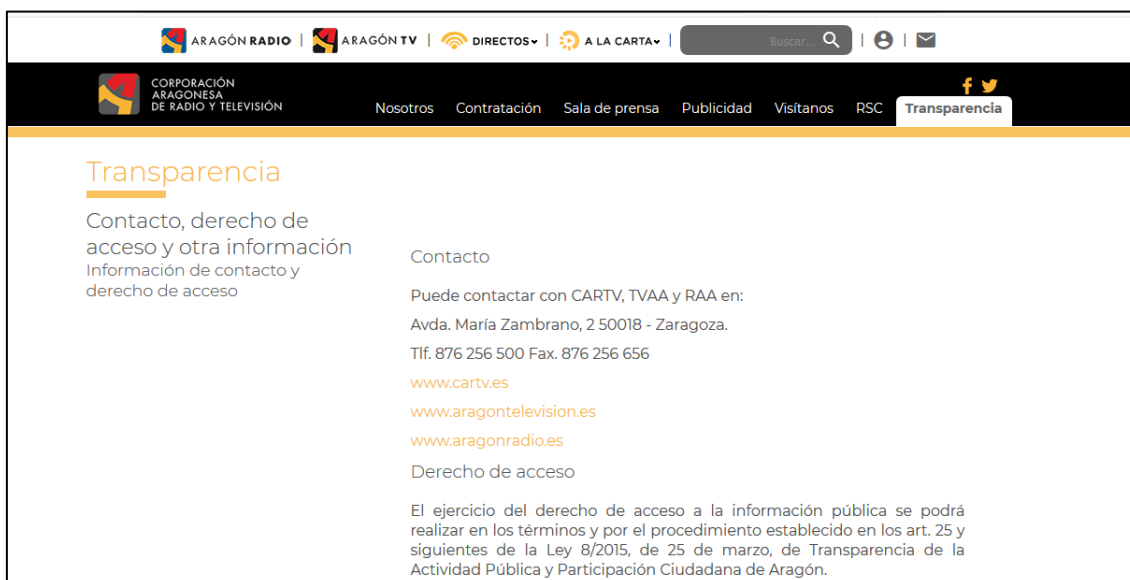 ARAGÓN RADIO | ARAGÓN TV | DIRECTOS | A LA CARTA | Buscar... | |
CORPORACIÓN
ARAGONESA
DE RADIO Y TELEVISIÓN
Nosotros Contratación Sala de prensa Publicidad Visítanos RSC Transparencia
Transparencia
Contacto, derecho de
acceso y otra información
Información de contacto y
derecho de acceso
Contacto
Puede contactar con CARTV, TVAA y RAA en:
Avda. María Zambrano, 2 50018 - Zaragoza.
Tlf. 876 256 500 Fax. 876 256 656
www.cartv.es
www.aragontelevision.es
www.aragonradio.es
Derecho de acceso
El ejercicio del derecho de acceso a la información pública se podrá
realizar en los términos y por el procedimiento establecido en los art. 25 y
siguientes de la Ley 8/2015, de 25 de marzo, de Transparencia de la
Actividad Pública y Participación Ciudadana de Aragón.